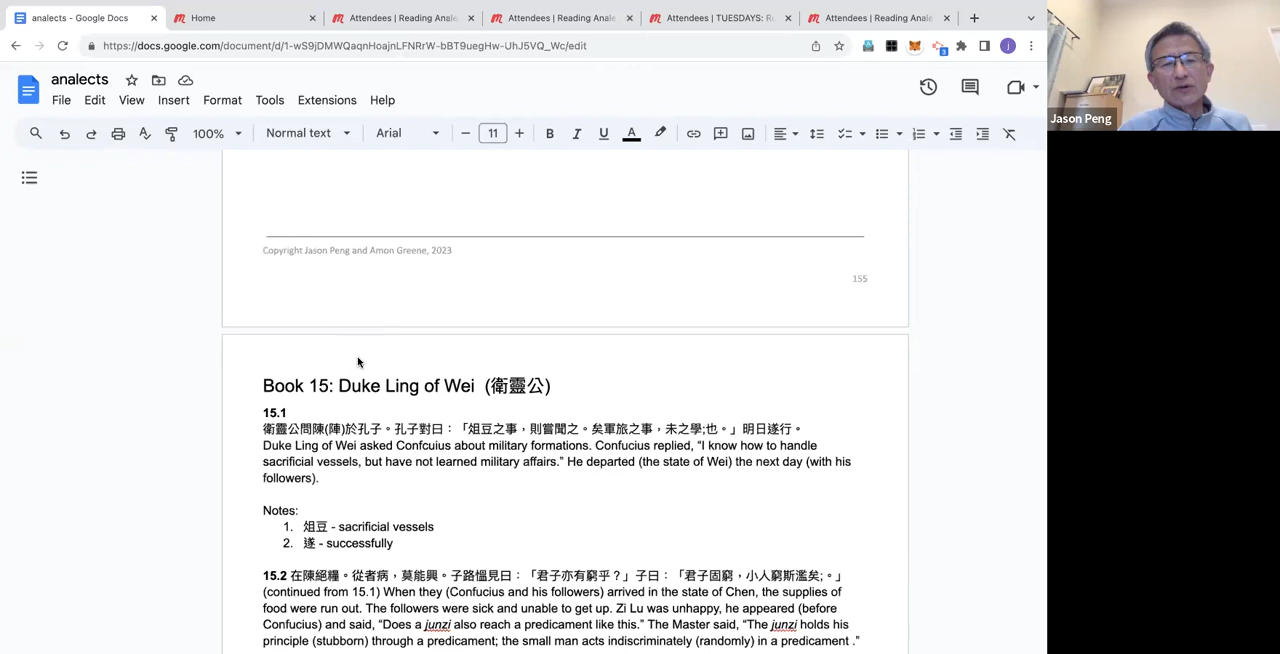 analects - Google Docs
Home
Attendees | Reading Anale
Attendees | Reading Anale
Attendees | TUESDAYS: Ru
Attendees | Reading Anale
https://docs.google.com/document/d/1-wS9jDMWQaqnHoajnLFNRrW-bBT9uegHw-UhJ5VQ_Wc/edit
3
j
analects
File Edit View Insert Format Tools Extensions Help
100% Normal text Arial 11
Copyright Jason Peng and Amon Greene, 2023
155
Book 15: Duke Ling of Wei (衛靈公)
15.1
衛靈公問陳(陣)於孔子。孔子對曰：「俎豆之事，則嘗聞之。矣軍旅之事，未之學;也。」明日遂行。
Duke Ling of Wei asked Confcuius about military formations. Confucius replied, “I know how to handle
sacrificial vessels, but have not learned military affairs.” He departed (the state of Wei) the next day (with his
followers).
Notes:
1. 俎豆 - sacrificial vessels
2. 遂 - successfully
15.2 在陳絕糧。從者病，莫能興。子路慍見曰：「君子亦有窮乎？」子曰：「君子固窮，小人窮斯濫矣;。」
(continued from 15.1) When they (Confucius and his followers) arrived in the state of Chen, the supplies of
food were run out. The followers were sick and unable to get up. Zi Lu was unhappy, he appeared (before
Confucius) and said, “Does a junzi also reach a predicament like this.” The Master said, “The junzi holds his
principle (stubborn) through a predicament; the small man acts indiscriminately (randomly) in a predicament .”
Jason Peng